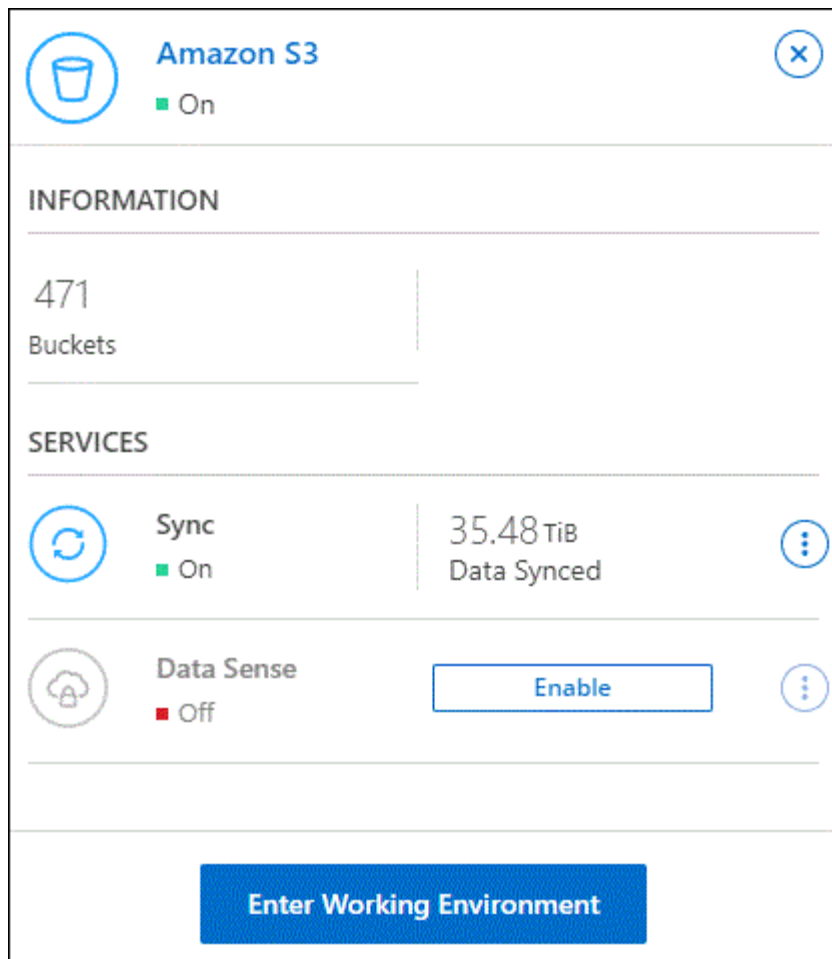 Amazon S3
On
INFORMATION
471
Buckets
SERVICES
Sync
On
35.48 TiB
Data Synced
Data Sense
Off
Enable
Enter Working Environment